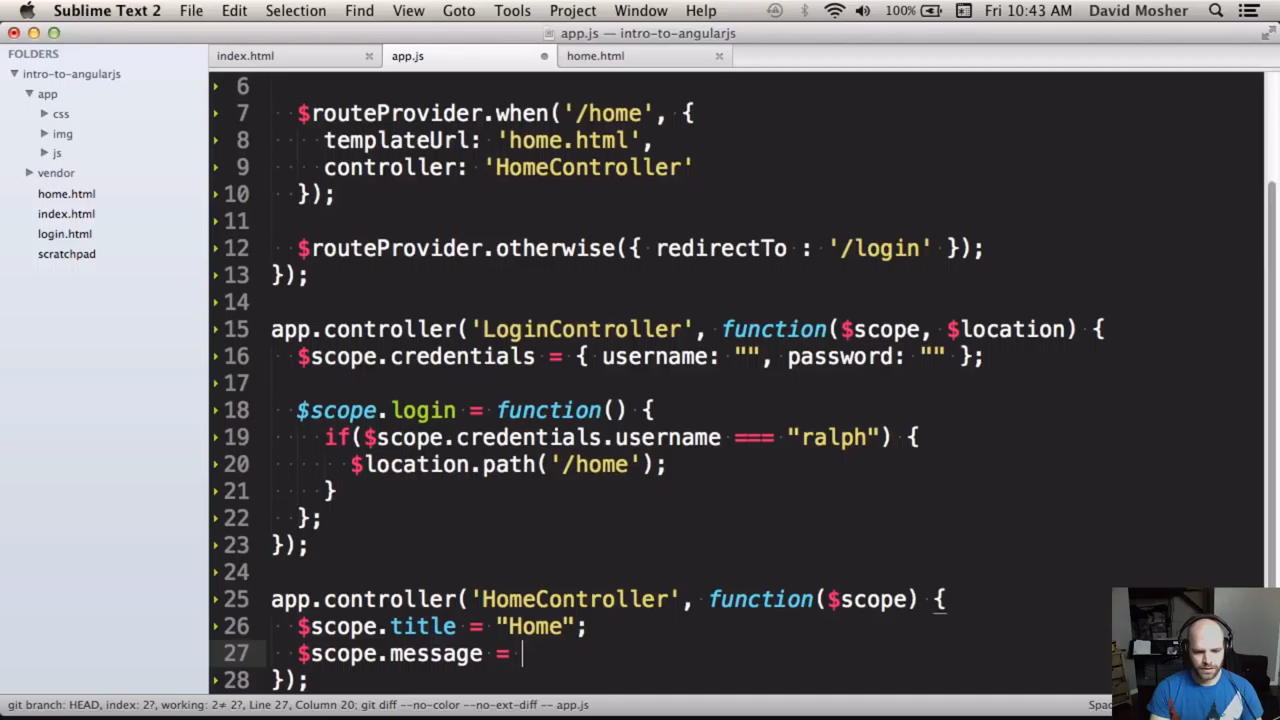 Sublime Text 2 File Edit Selection Find View Goto Tools Project Window Help 100% Fri 10:43 AM David Mosher
app.js — intro-to-angularjs
FOLDERS
intro-to-angularjs
app
css
img
js
vendor
home.html
index.html
login.html
scratchpad
index.html app.js home.html
6
7 $routeProvider.when('/home', {
8 templateUrl: 'home.html',
9 controller: 'HomeController'
10 });
11
12 $routeProvider.otherwise({ redirectTo : '/login' });
13 });
14
15 app.controller('LoginController', function($scope, $location) {
16 $scope.credentials = { username: "", password: "" };
17
18 $scope.login = function() {
19 if($scope.credentials.username === "ralph") {
20 $location.path('/home');
21 }
22 };
23 });
24
25 app.controller('HomeController', function($scope) {
26 $scope.title = "Home";
27 $scope.message =
28 });
git branch: HEAD, index: 2?, working: 2≠ 2?, Line 27, Column 20; git diff --no-color --no-ext-diff -- app.js